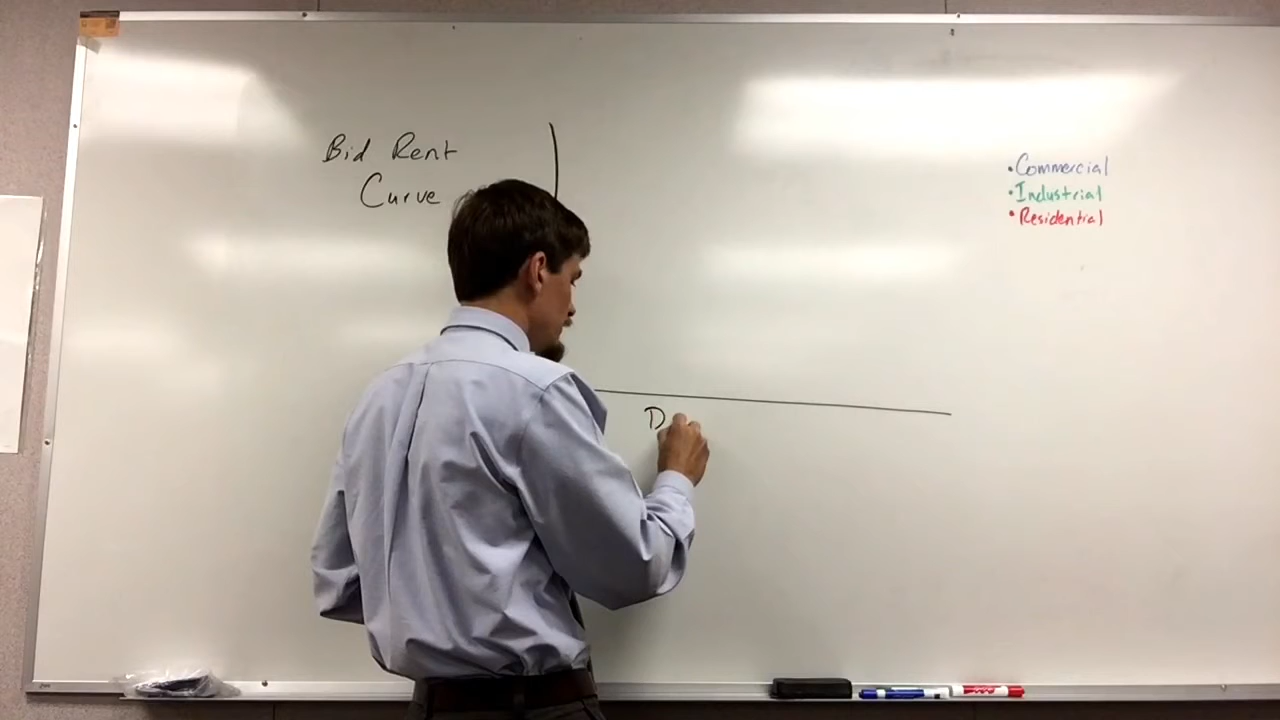 Bid Rent
Curve
• Commercial
• Industrial
• Residential
D